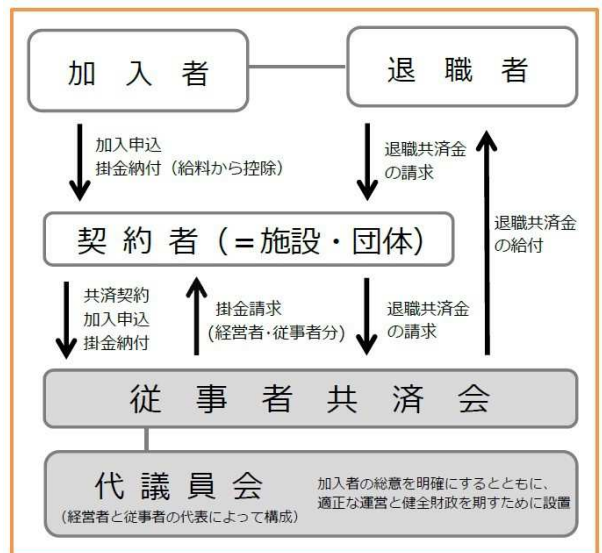 加入者
退職者
加入申込
掛金納付（給料から控除）
退職共済金
の請求
退職共済金
の給付
契約者（＝施設・団体）
共済契約
加入申込
掛金納付
掛金請求
(経営者・従事者分)
退職共済金
の請求
従事者共済会
代議員会
(経営者と従事者の代表によって構成)
加入者の総意を明確にするとともに、
適正な運営と健全財政を期すために設置